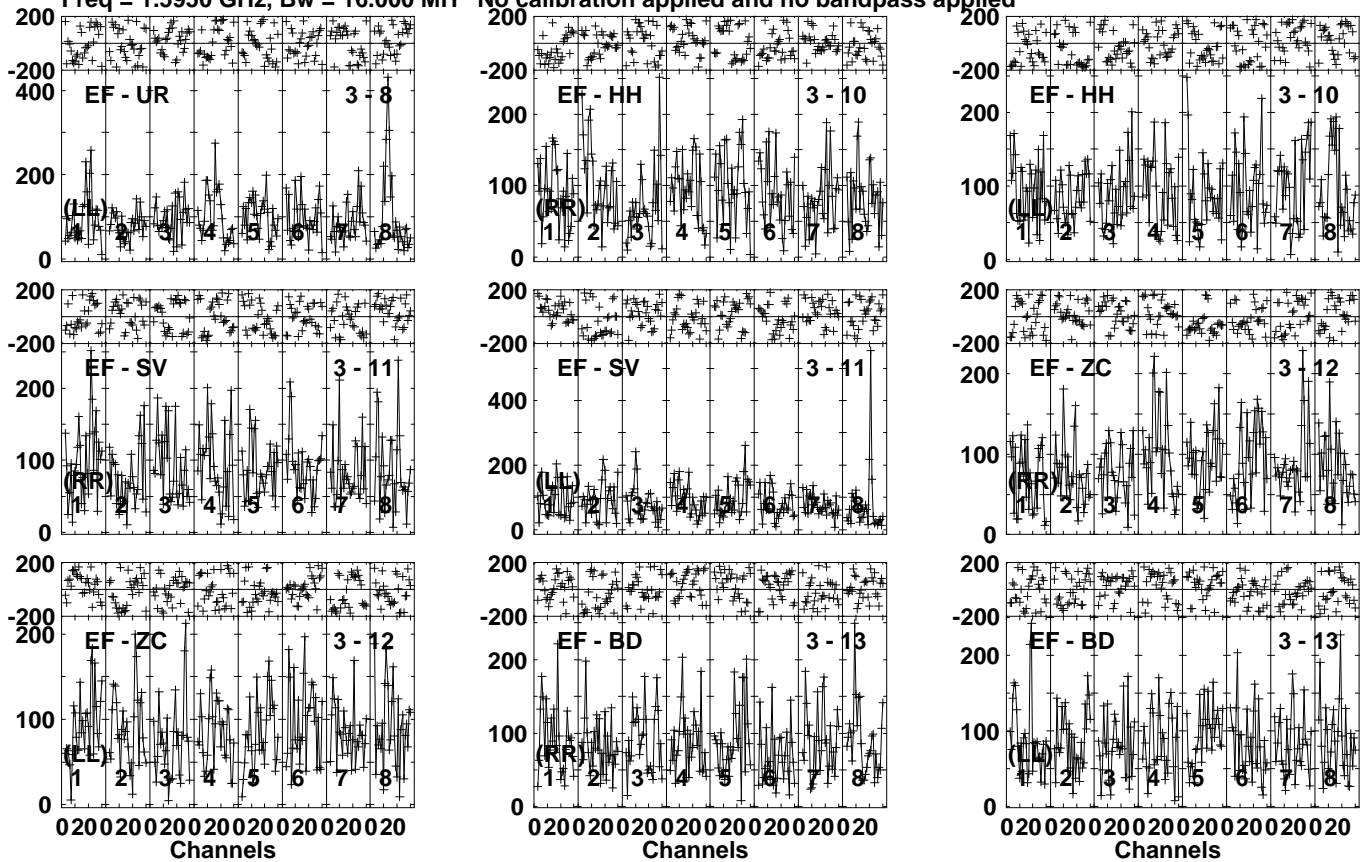 Freq = 1.5950 GHz, Bw = 16.000 MH No calibration applied and no bandpass applied
200 200 200
-200 -200 -200
EF - UR 3 - 8 EF - HH 3 - 10 EF - HH 3 - 10
400
200 200
200
100 100
(LL) (RR) (LL)
1 2 3 4 5 6 7 8 1 2 3 4 5 6 7 8 1 2 3 4 5 6 7 8
0 0 0
200 200 200
-200 -200 -200
EF - SV 3 - 11 EF - SV 3 - 11 EF - ZC 3 - 12
200 400 200
100 200 100
(RR) (LL) (RR)
1 2 3 4 5 6 7 8 1 2 3 4 5 6 7 8 1 2 3 4 5 6 7 8
0 0 0
200 200 200
-200 -200 -200
EF - ZC 3 - 12 EF - BD 3 - 13 EF - BD 3 - 13
200 200 200
100 100 100
(LL) (RR) (LL)
1 2 3 4 5 6 7 8 1 2 3 4 5 6 7 8 1 2 3 4 5 6 7 8
0 0 0
0 20 0 20 0 20 0 20 0 20 0 20 0 20 0 20 0 20 0 20 0 20 0 20 0 20 0 20 0 20 0 20 0 20 0 20 0 20 0 20 0 20 0 20 0 20 0 20
Channels Channels Channels